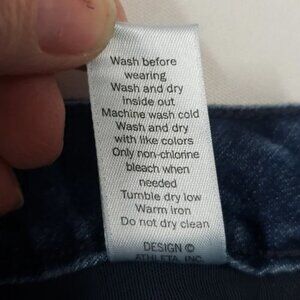 Wash before
wearing
Wash and dry
inside out
Machine wash cold
Wash and dry
with like colors
Only non-chlorine
bleach when
needed
Tumble dry low
Warm iron
Do not dry clean
DESIGN ©
ATHLETA, INC.